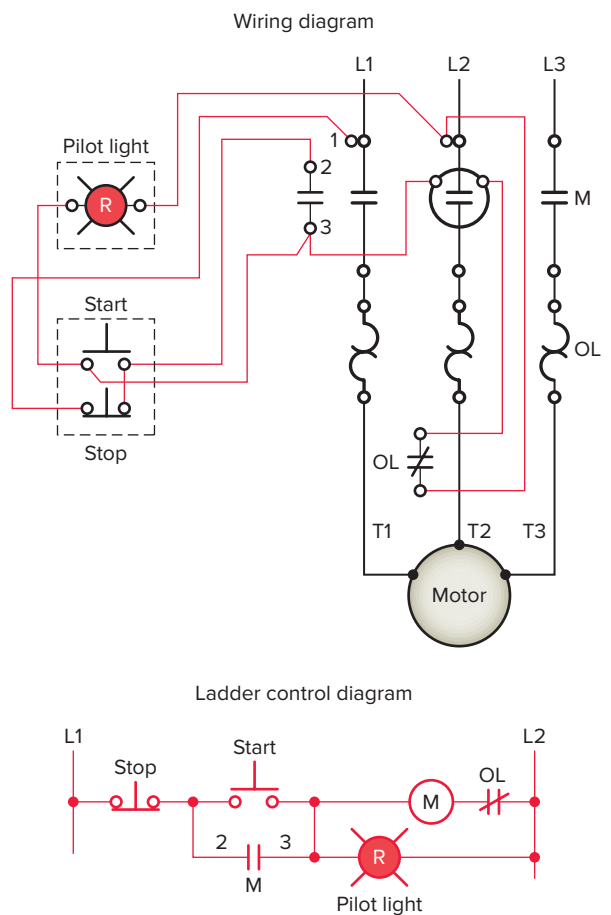 Wiring diagram
L1 L2 L3
1
Pilot light
2
R
M
3
Start
OL
Stop
OL
T1 T2 T3
Motor
Ladder control diagram
L1 L2
Stop Start OL
M
2 3
M R
Pilot light